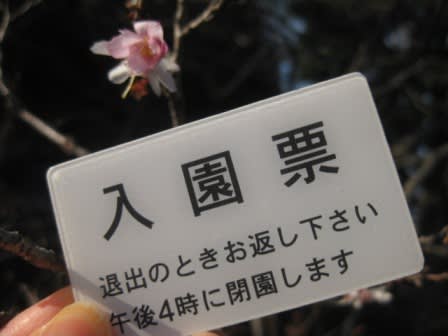 入園票
退出のときお返し下さい
午後4時に閉園します